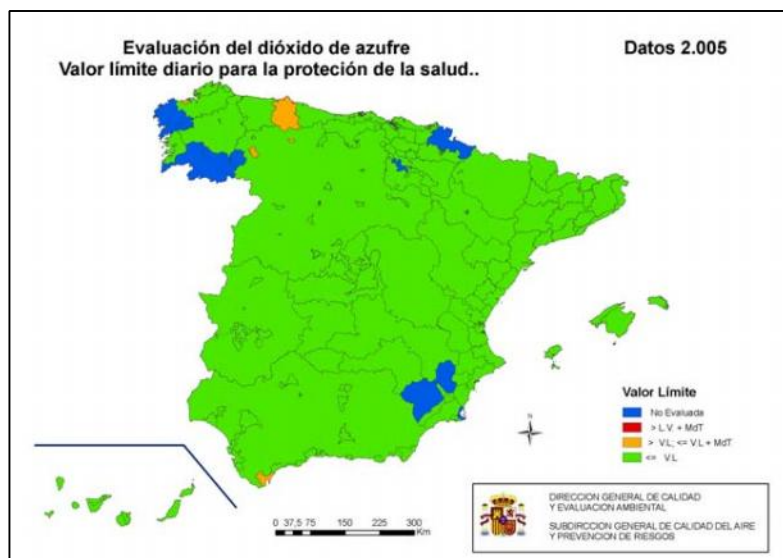 Evaluación del dióxido de azufre
Valor límite diario para la proteción de la salud..
Datos 2.005
Valor Límite
No Evaluada
> L.V. + MdT
> V.L; <= V.L + MdT
<= V.L
N
0 37,5 75 150 225 300
Km
DIRECCION GENERAL DE CALIDAD
Y EVALUACION AMBIENTAL
SUBDIRCCION GENERAL DE CALIDAD DEL AIRE
Y PREVENCION DE RIESGOS